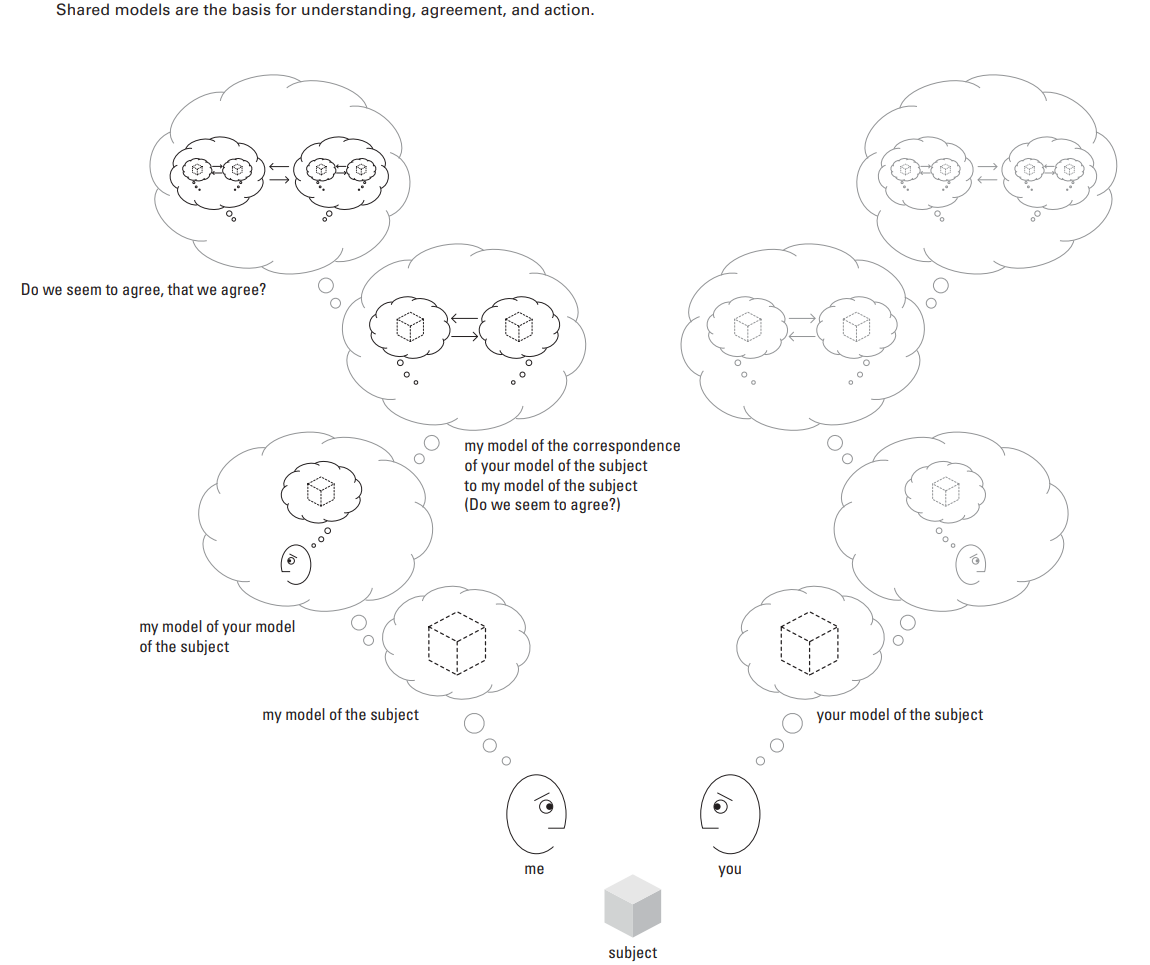 Shared models are the basis for understanding, agreement, and action.
Do we seem to agree, that we agree?
my model of the correspondence
of your model of the subject
to my model of the subject
(Do we seem to agree?)
my model of your model
of the subject
my model of the subject
your model of the subject
me
you
subject